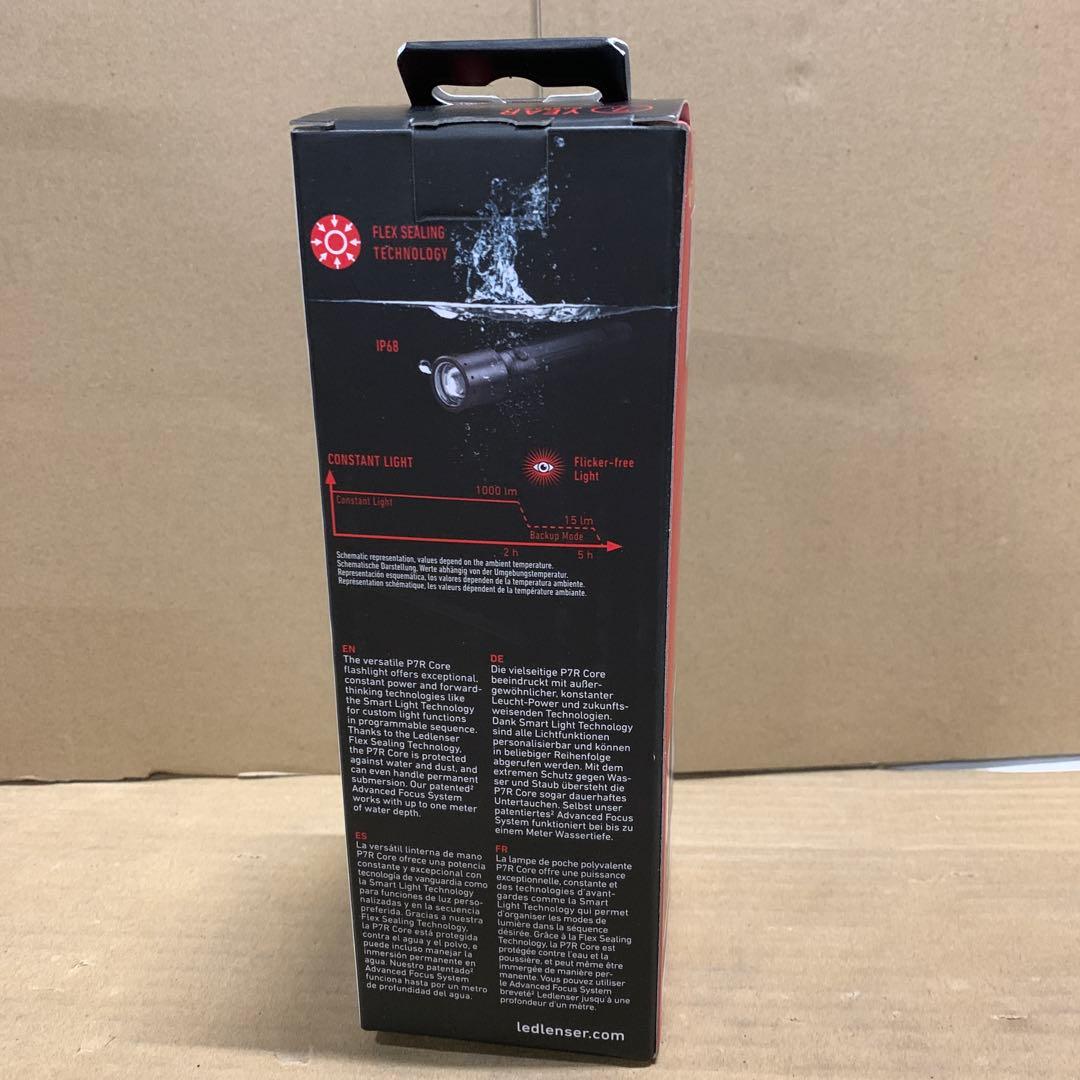 YEAR
FLEX SEALING
TECHNOLOGY
IP68
CONSTANT LIGHT
Flicker-free
Light
1000 lm
Constant Light
15 lm
Backup Mode
2 h
5 h
Schematic representation, values depend on the ambient temperature.
Schematische Darstellung. Werte abhängig von der Umgebungstemperatur.
Representación esquemática, los valores dependen de la temperatura ambiente.
Représentation schématique, les valeurs dépendent de la température ambiante.
EN
The versatile P7R Core
flashlight offers exceptional,
constant power and forward-
thinking technologies like
the Smart Light Technology
for custom light functions
in programmable sequence.
Thanks to the Ledlenser
Flex Sealing Technology,
the P7R Core is protected
against water and dust, and
can even handle permanent
submersion. Our patented²
Advanced Focus System
works with up to one meter
of water depth.
DE
Die vielseitige P7R Core
beeindruckt mit außer-
gewöhnlicher, konstanter
Leucht-Power und zukunfts-
weisenden Technologien.
Dank Smart Light Technology
sind alle Lichtfunktionen
personalisierbar und können
in beliebiger Reihenfolge
abgerufen werden. Mit dem
extremen Schutz gegen Was-
ser und Staub übersteht die
P7R Core sogar dauerhaftes
Untertauchen. Selbst unser
patentiertes² Advanced Focus
System funktioniert bei bis zu
einem Meter Wassertiefe.
ES
La versátil linterna de mano
P7R Core ofrece una potencia
constante y excepcional con
tecnología de vanguardia como
la Smart Light Technology
para funciones de luz perso-
nalizadas y en la secuencia
preferida. Gracias a nuestra
Flex Sealing Technology,
la P7R Core está protegida
contra el agua y el polvo, e
puede incluso manejar la
inmersión permanente en
agua. Nuestro patentado²
Advanced Focus System
funciona hasta por un metro
de profundidad del agua.
FR
La lampe de poche polyvalente
P7R Core offre une puissance
exceptionnelle, constante et
des technologies d'avant-
gardes comme la Smart
Light Technology qui permet
d'organiser les modes de
lumière dans la séquence
désirée. Grâce à la Flex Sealing
Technology, la P7R Core est
protégée contre l'eau et la
poussière, et peut même être
immergée de manière per-
manente. Vous pouvez utiliser
le Advanced Focus System
breveté² Ledlenser jusqu'à une
profondeur d'un mètre.
ledlenser.com